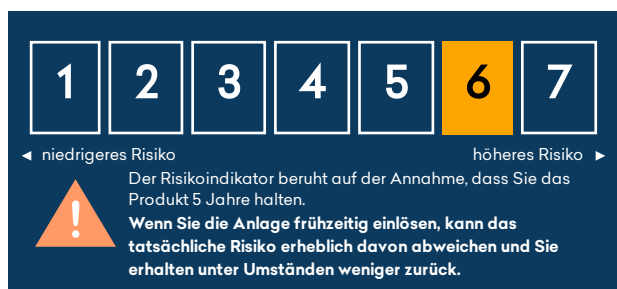 1 2 3 4 5 6 7
◄ niedrigeres Risiko höheres Risiko ►
Der Risikoindikator beruht auf der Annahme, dass Sie das
Produkt 5 Jahre halten.
Wenn Sie die Anlage frühzeitig einlösen, kann das
tatsächliche Risiko erheblich davon abweichen und Sie
erhalten unter Umständen weniger zurück.